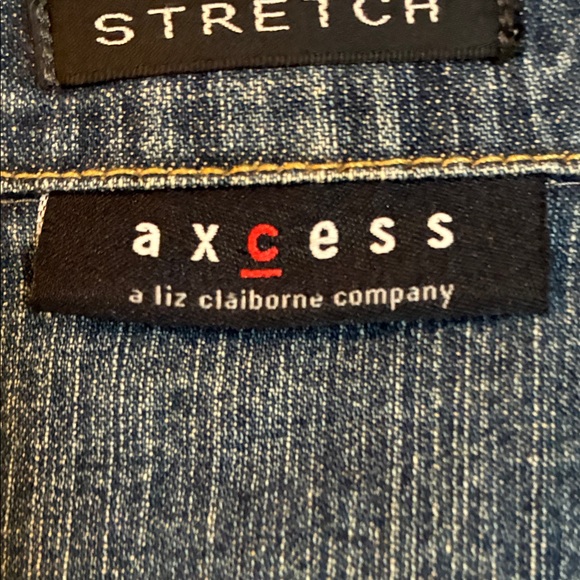 STRETCH
axcess
a liz claiborne company